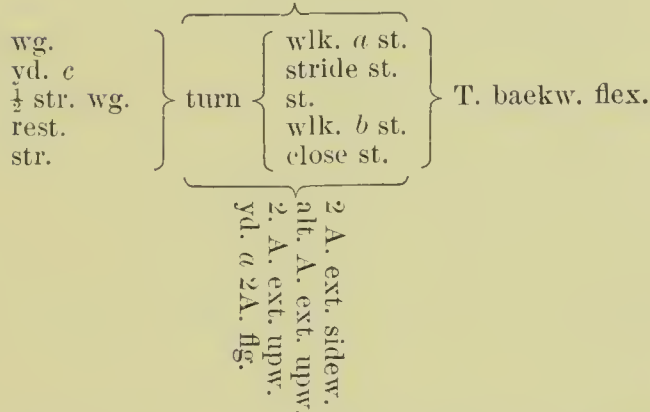 wg.
yd. c
½ str. wg.
rest.
str.
turn
wlk. a st.
stride st.
st.
wlk. b st.
close st.
T. baekw. flex.
2 A. ext. sidew.
alt. A. ext. upw.
2. A. ext. upw.
yd. a 2A. flg.